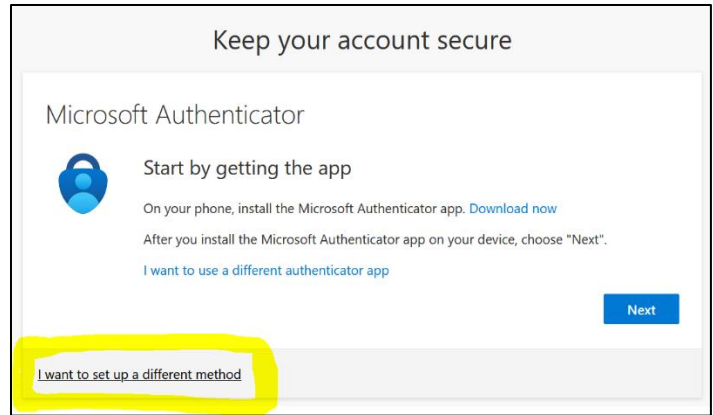 Keep your account secure
Microsoft Authenticator
Start by getting the app
On your phone, install the Microsoft Authenticator app. Download now
After you install the Microsoft Authenticator app on your device, choose "Next".
I want to use a different authenticator app
Next
I want to set up a different method